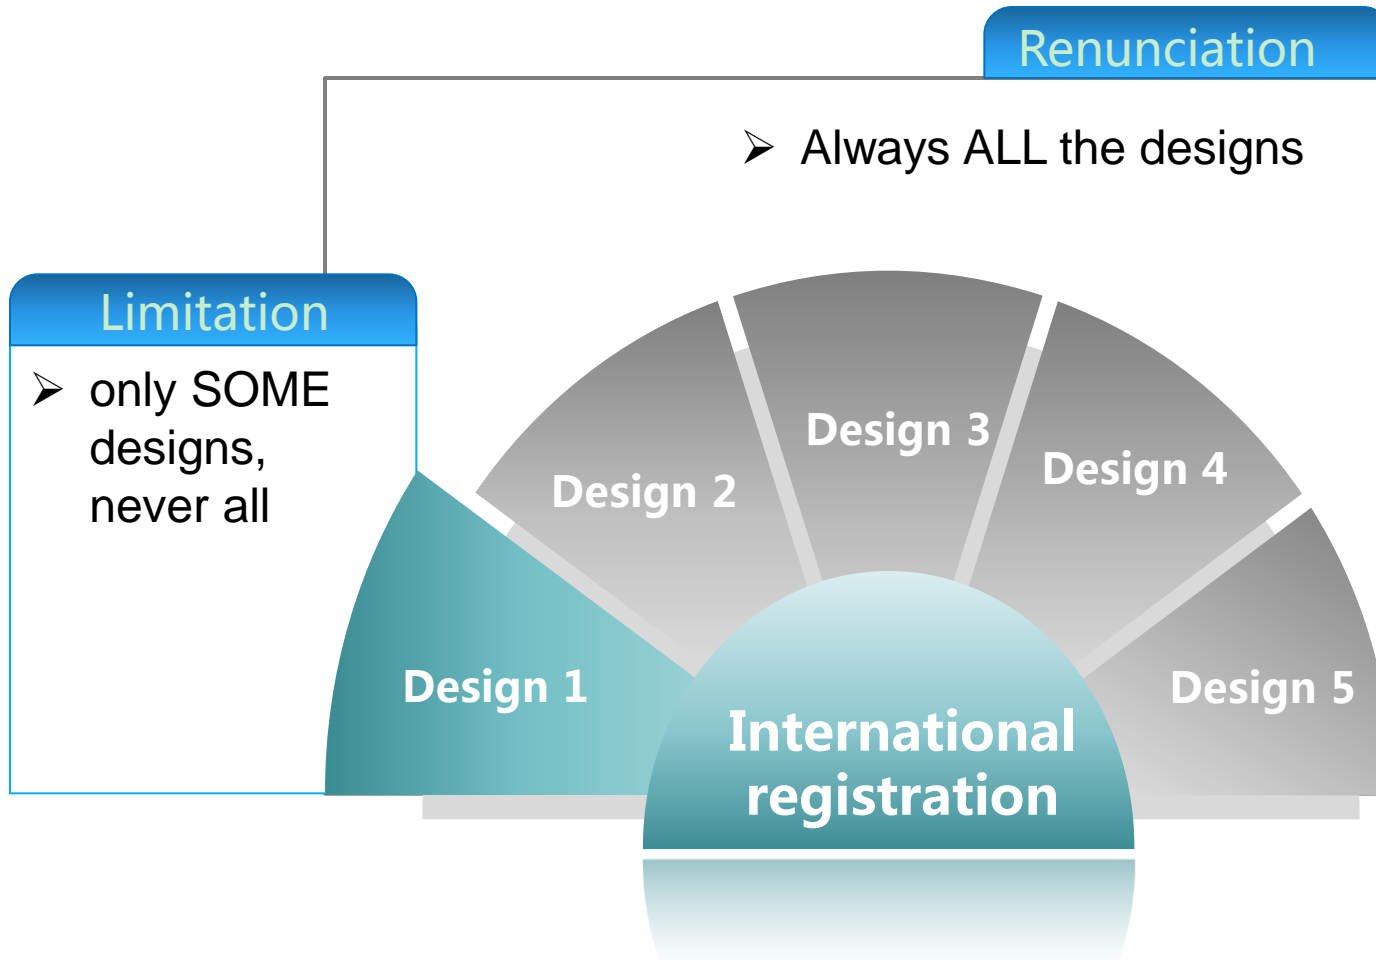 Renunciation
➢ Always ALL the designs
Limitation
➢ only SOME
designs,
never all
Design 1
Design 2
Design 3
Design 4
Design 5
International
registration